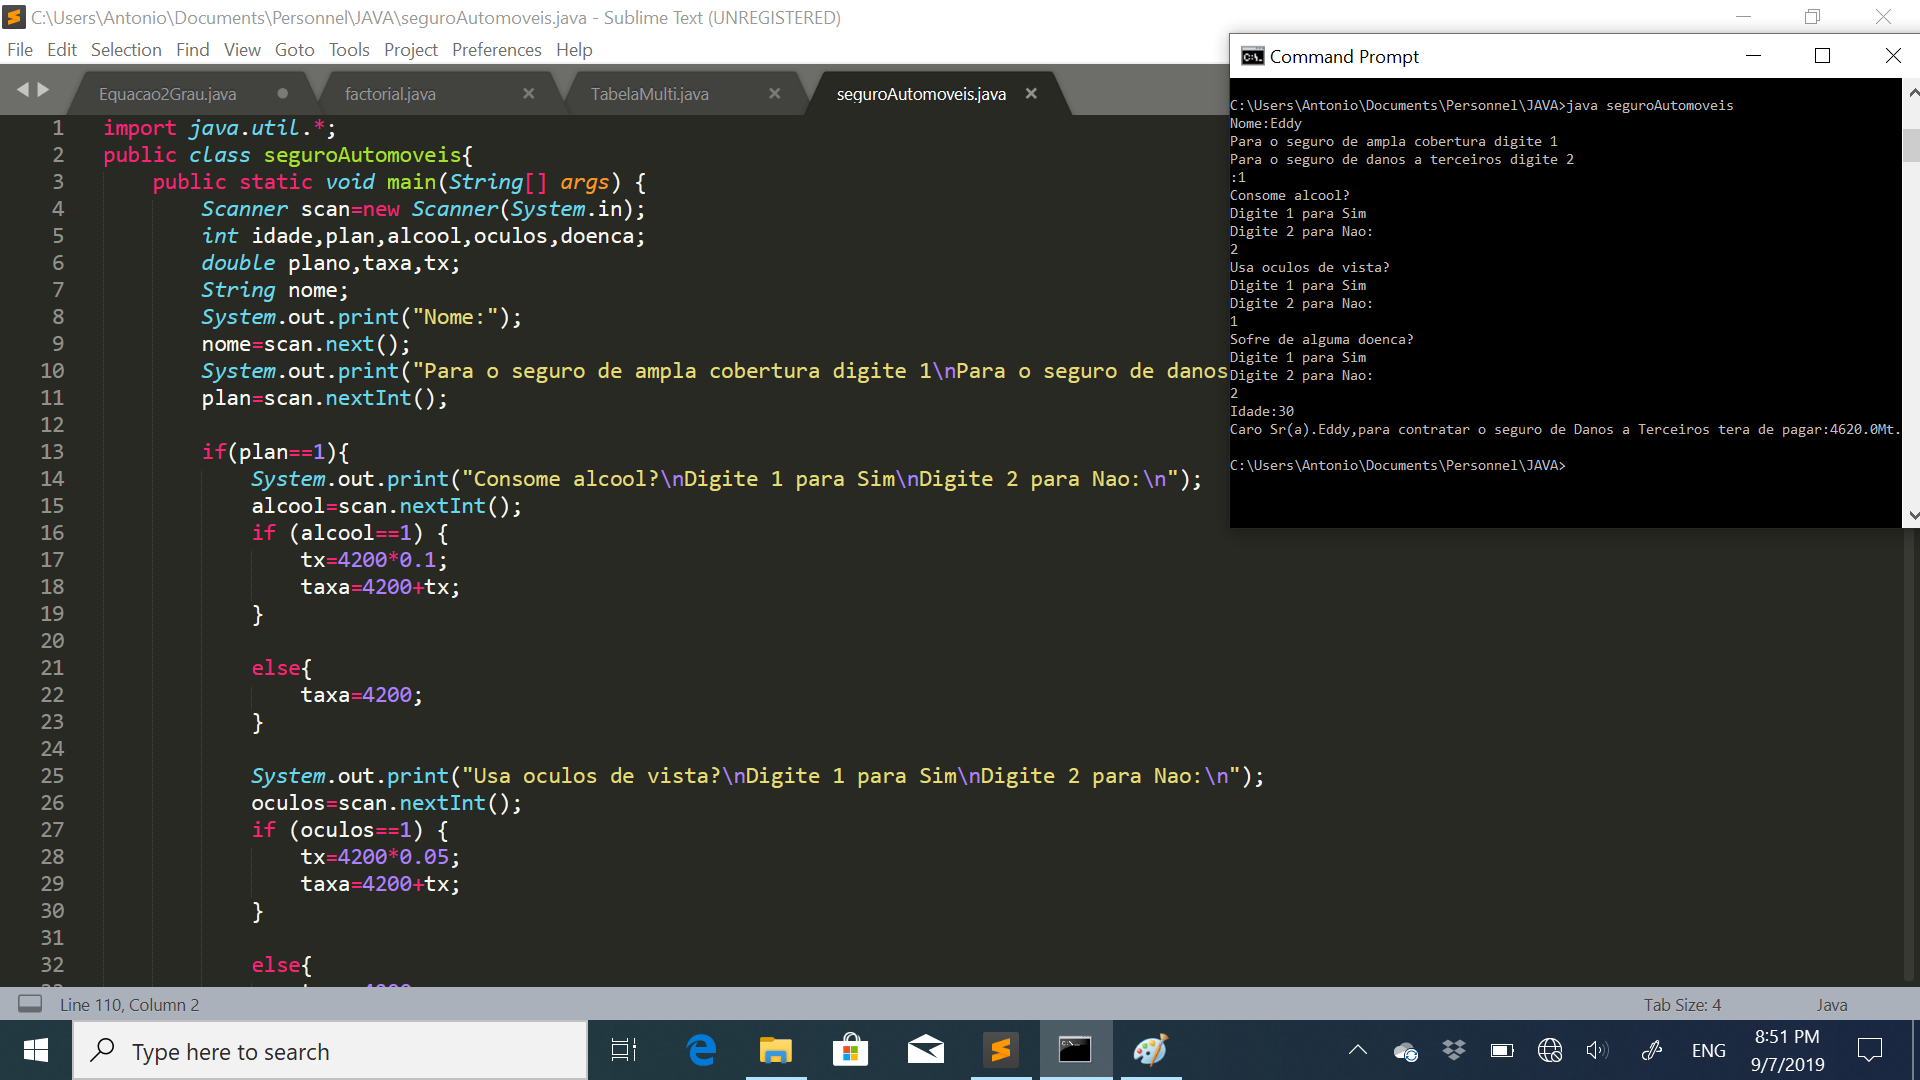 C:\Users\Antonio\Documents\Personnel\JAVA\seguroAutomoveis.java - Sublime Text (UNREGISTERED)
File Edit Selection Find View Goto Tools Project Preferences Help
Equacao2Grau.java factorial.java TabelaMulti.java seguroAutomoveis.java
1 import java.util.*;
2 public class seguroAutomoveis{
3 public static void main(String[] args) {
4 Scanner scan=new Scanner(System.in);
5 int idade,plan,alcool,oculos,doenca;
6 double plano,taxa,tx;
7 String nome;
8 System.out.print("Nome:");
9 nome=scan.next();
10 System.out.print("Para o seguro de ampla cobertura digite 1\nPara o seguro de danos
11 plan=scan.nextInt();
12
13 if(plan==1){
14 System.out.print("Consome alcool?\nDigite 1 para Sim\nDigite 2 para Nao:\n");
15 alcool=scan.nextInt();
16 if (alcool==1) {
17 tx=4200*0.1;
18 taxa=4200+tx;
19 }
20
21 else{
22 taxa=4200;
23 }
24
25 System.out.print("Usa oculos de vista?\nDigite 1 para Sim\nDigite 2 para Nao:\n");
26 oculos=scan.nextInt();
27 if (oculos==1) {
28 tx=4200*0.05;
29 taxa=4200+tx;
30 }
31
32 else{
Command Prompt
C:\Users\Antonio\Documents\Personnel\JAVA>java seguroAutomoveis
Nome:Eddy
Para o seguro de ampla cobertura digite 1
Para o seguro de danos a terceiros digite 2
:1
Consome alcool?
Digite 1 para Sim
Digite 2 para Nao:
2
Usa oculos de vista?
Digite 1 para Sim
Digite 2 para Nao:
1
Sofre de alguma doenca?
Digite 1 para Sim
Digite 2 para Nao:
2
Idade:30
Caro Sr(a).Eddy,para contratar o seguro de Danos a Terceiros tera de pagar:4620.0Mt.
C:\Users\Antonio\Documents\Personnel\JAVA>
Line 110, Column 2 Tab Size: 4 Java
Type here to search
ENG
8:51 PM
9/7/2019